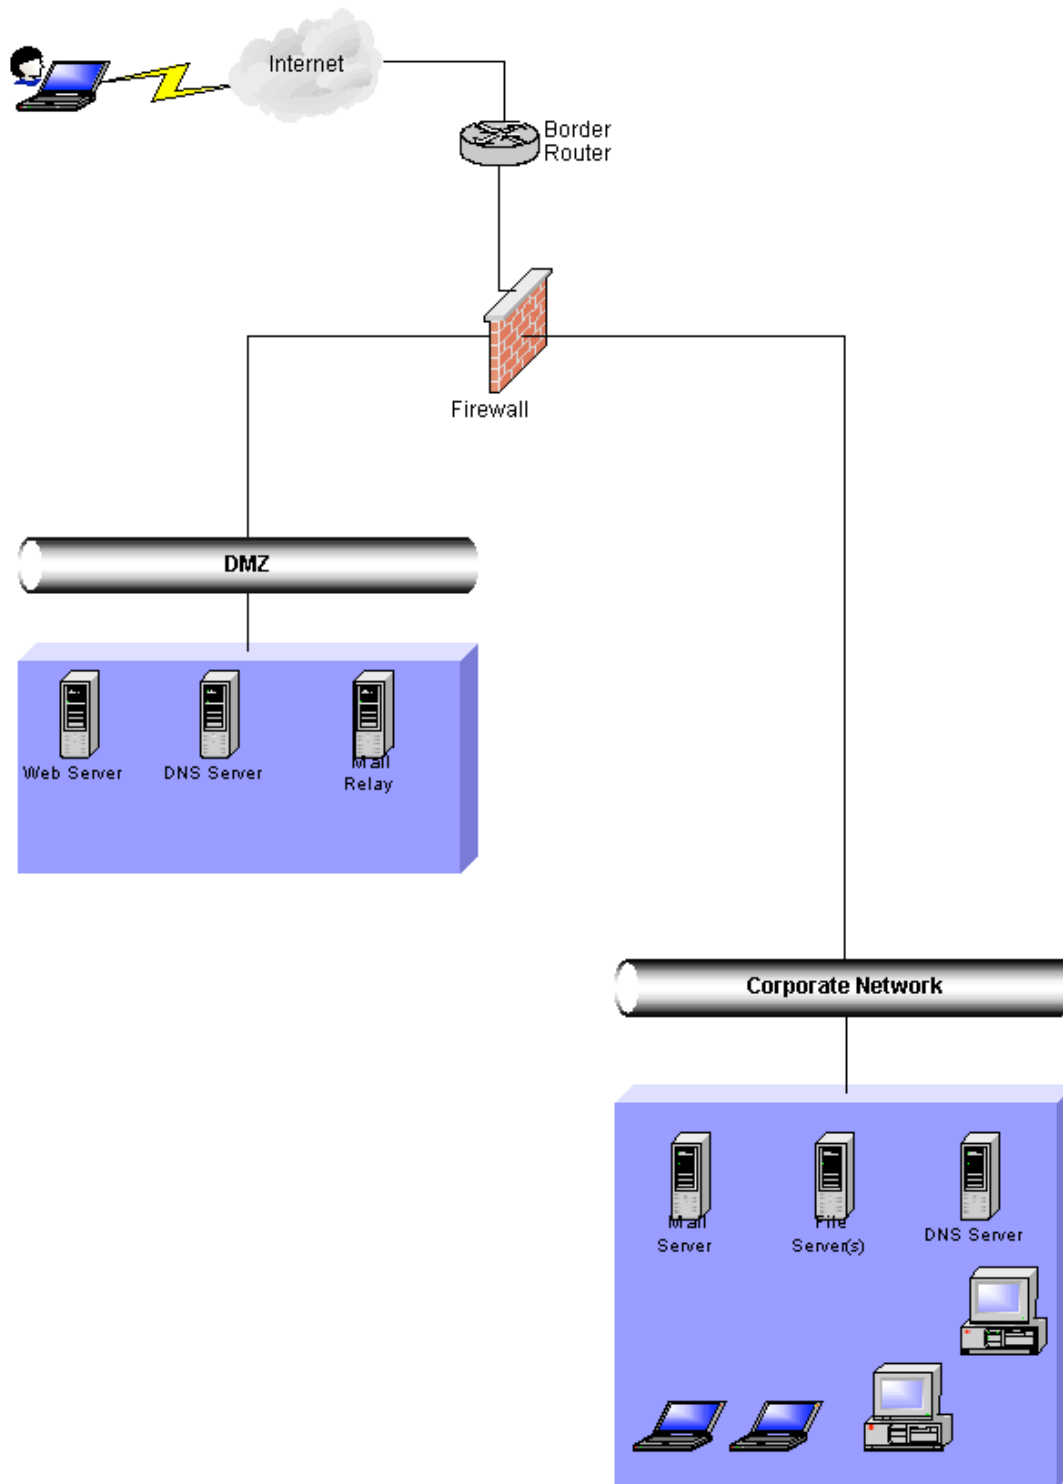 Internet
Border
Router
Firewall
DMZ
Web Server
DNS Server
Mail
Relay
Corporate Network
Mail
Server
File
Server(s)
DNS Server